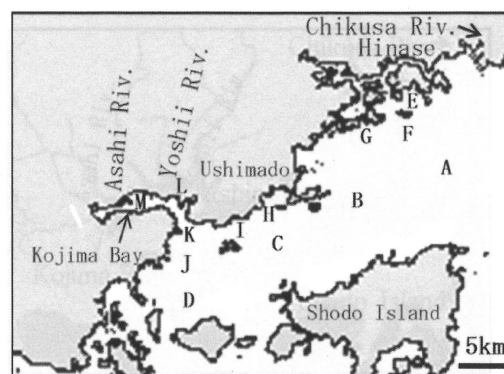 Chikusa Riv.
Hinase
Asahi Riv.
Yoshii Riv.
E
G
F
Ushimado
A
L
M
H
B
K
I
C
Kojima Bay
J
D
Shodo Island
5km